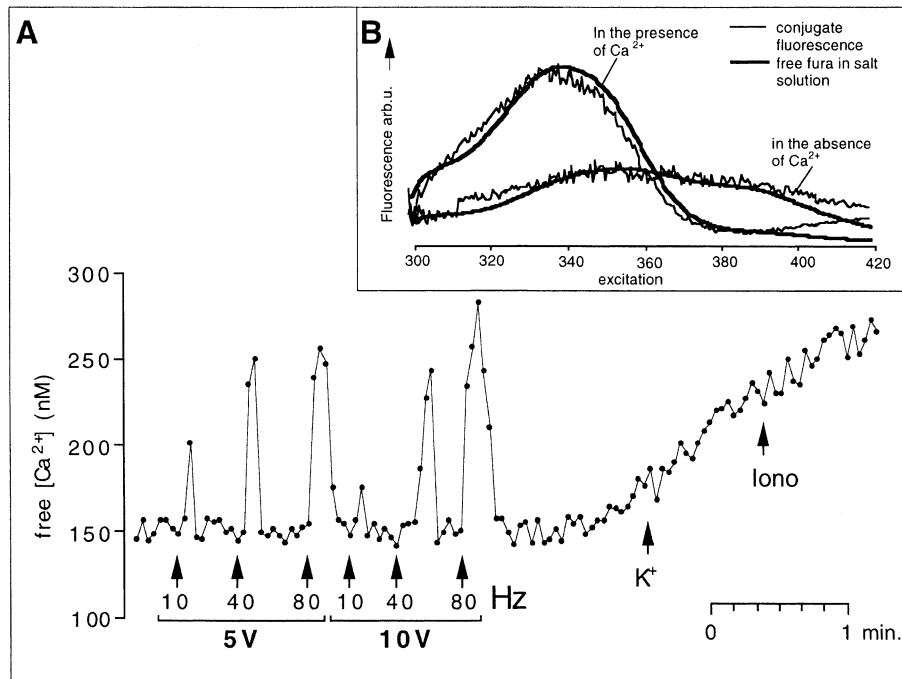 A
B
In the presence
of Ca2+
conjugate
fluorescence
free fura in salt
solution
in the absence
of Ca2+
Fluorescence arb.u.
300 320 340 360 380 400 420
excitation
free [Ca2+] (nM)
300
250
200
150
100
Iono
K+
10 40 80 10 40 80 Hz
5V 10V
0 1 min.